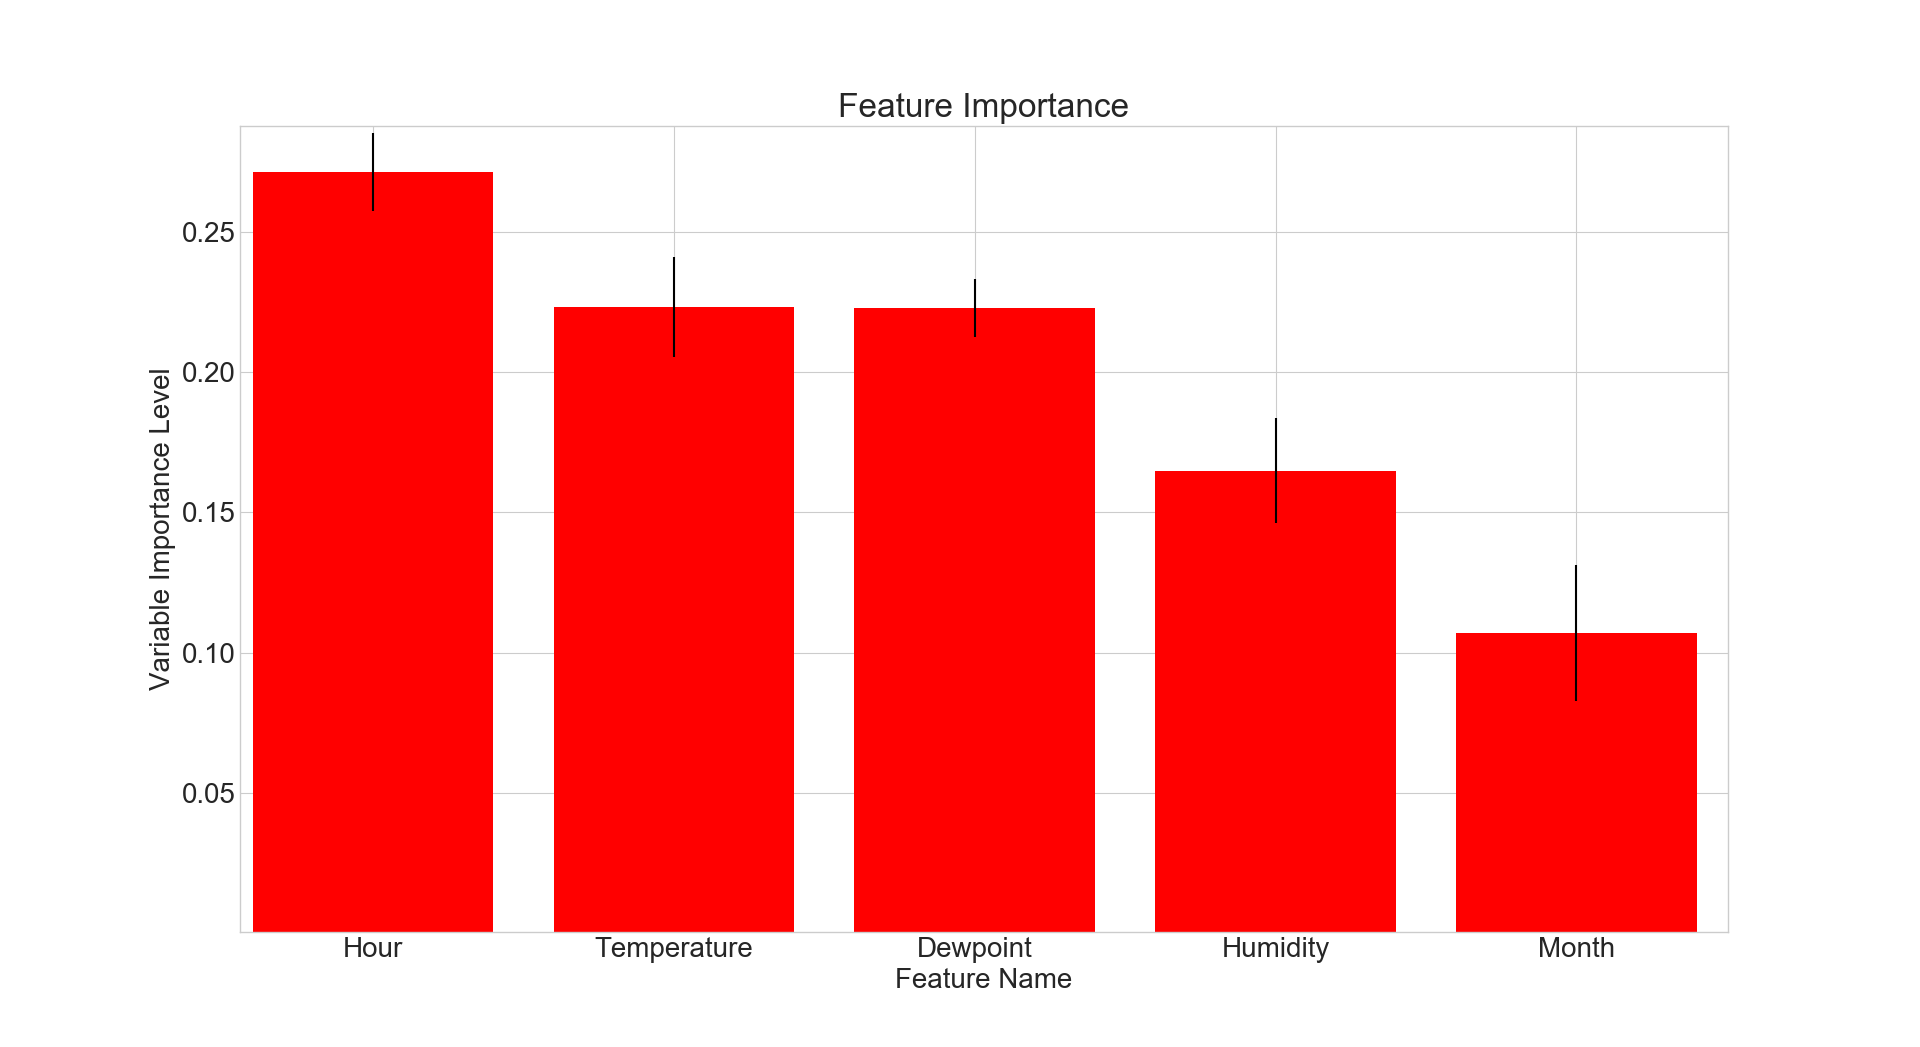 Feature Importance
Variable Importance Level
0.25
0.20
0.15
0.10
0.05
Hour Temperature Dewpoint Humidity Month
Feature Name